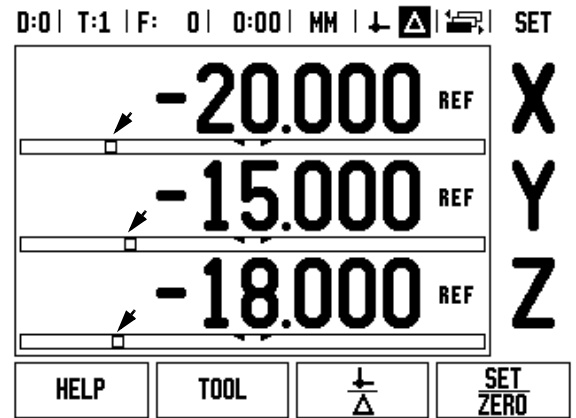 D:0 | T:1 | F: 0 | 0:00 | MM | SET
-20.000 REF X
-15.000 REF Y
-18.000 REF Z
HELP TOOL Δ SET
ZERO